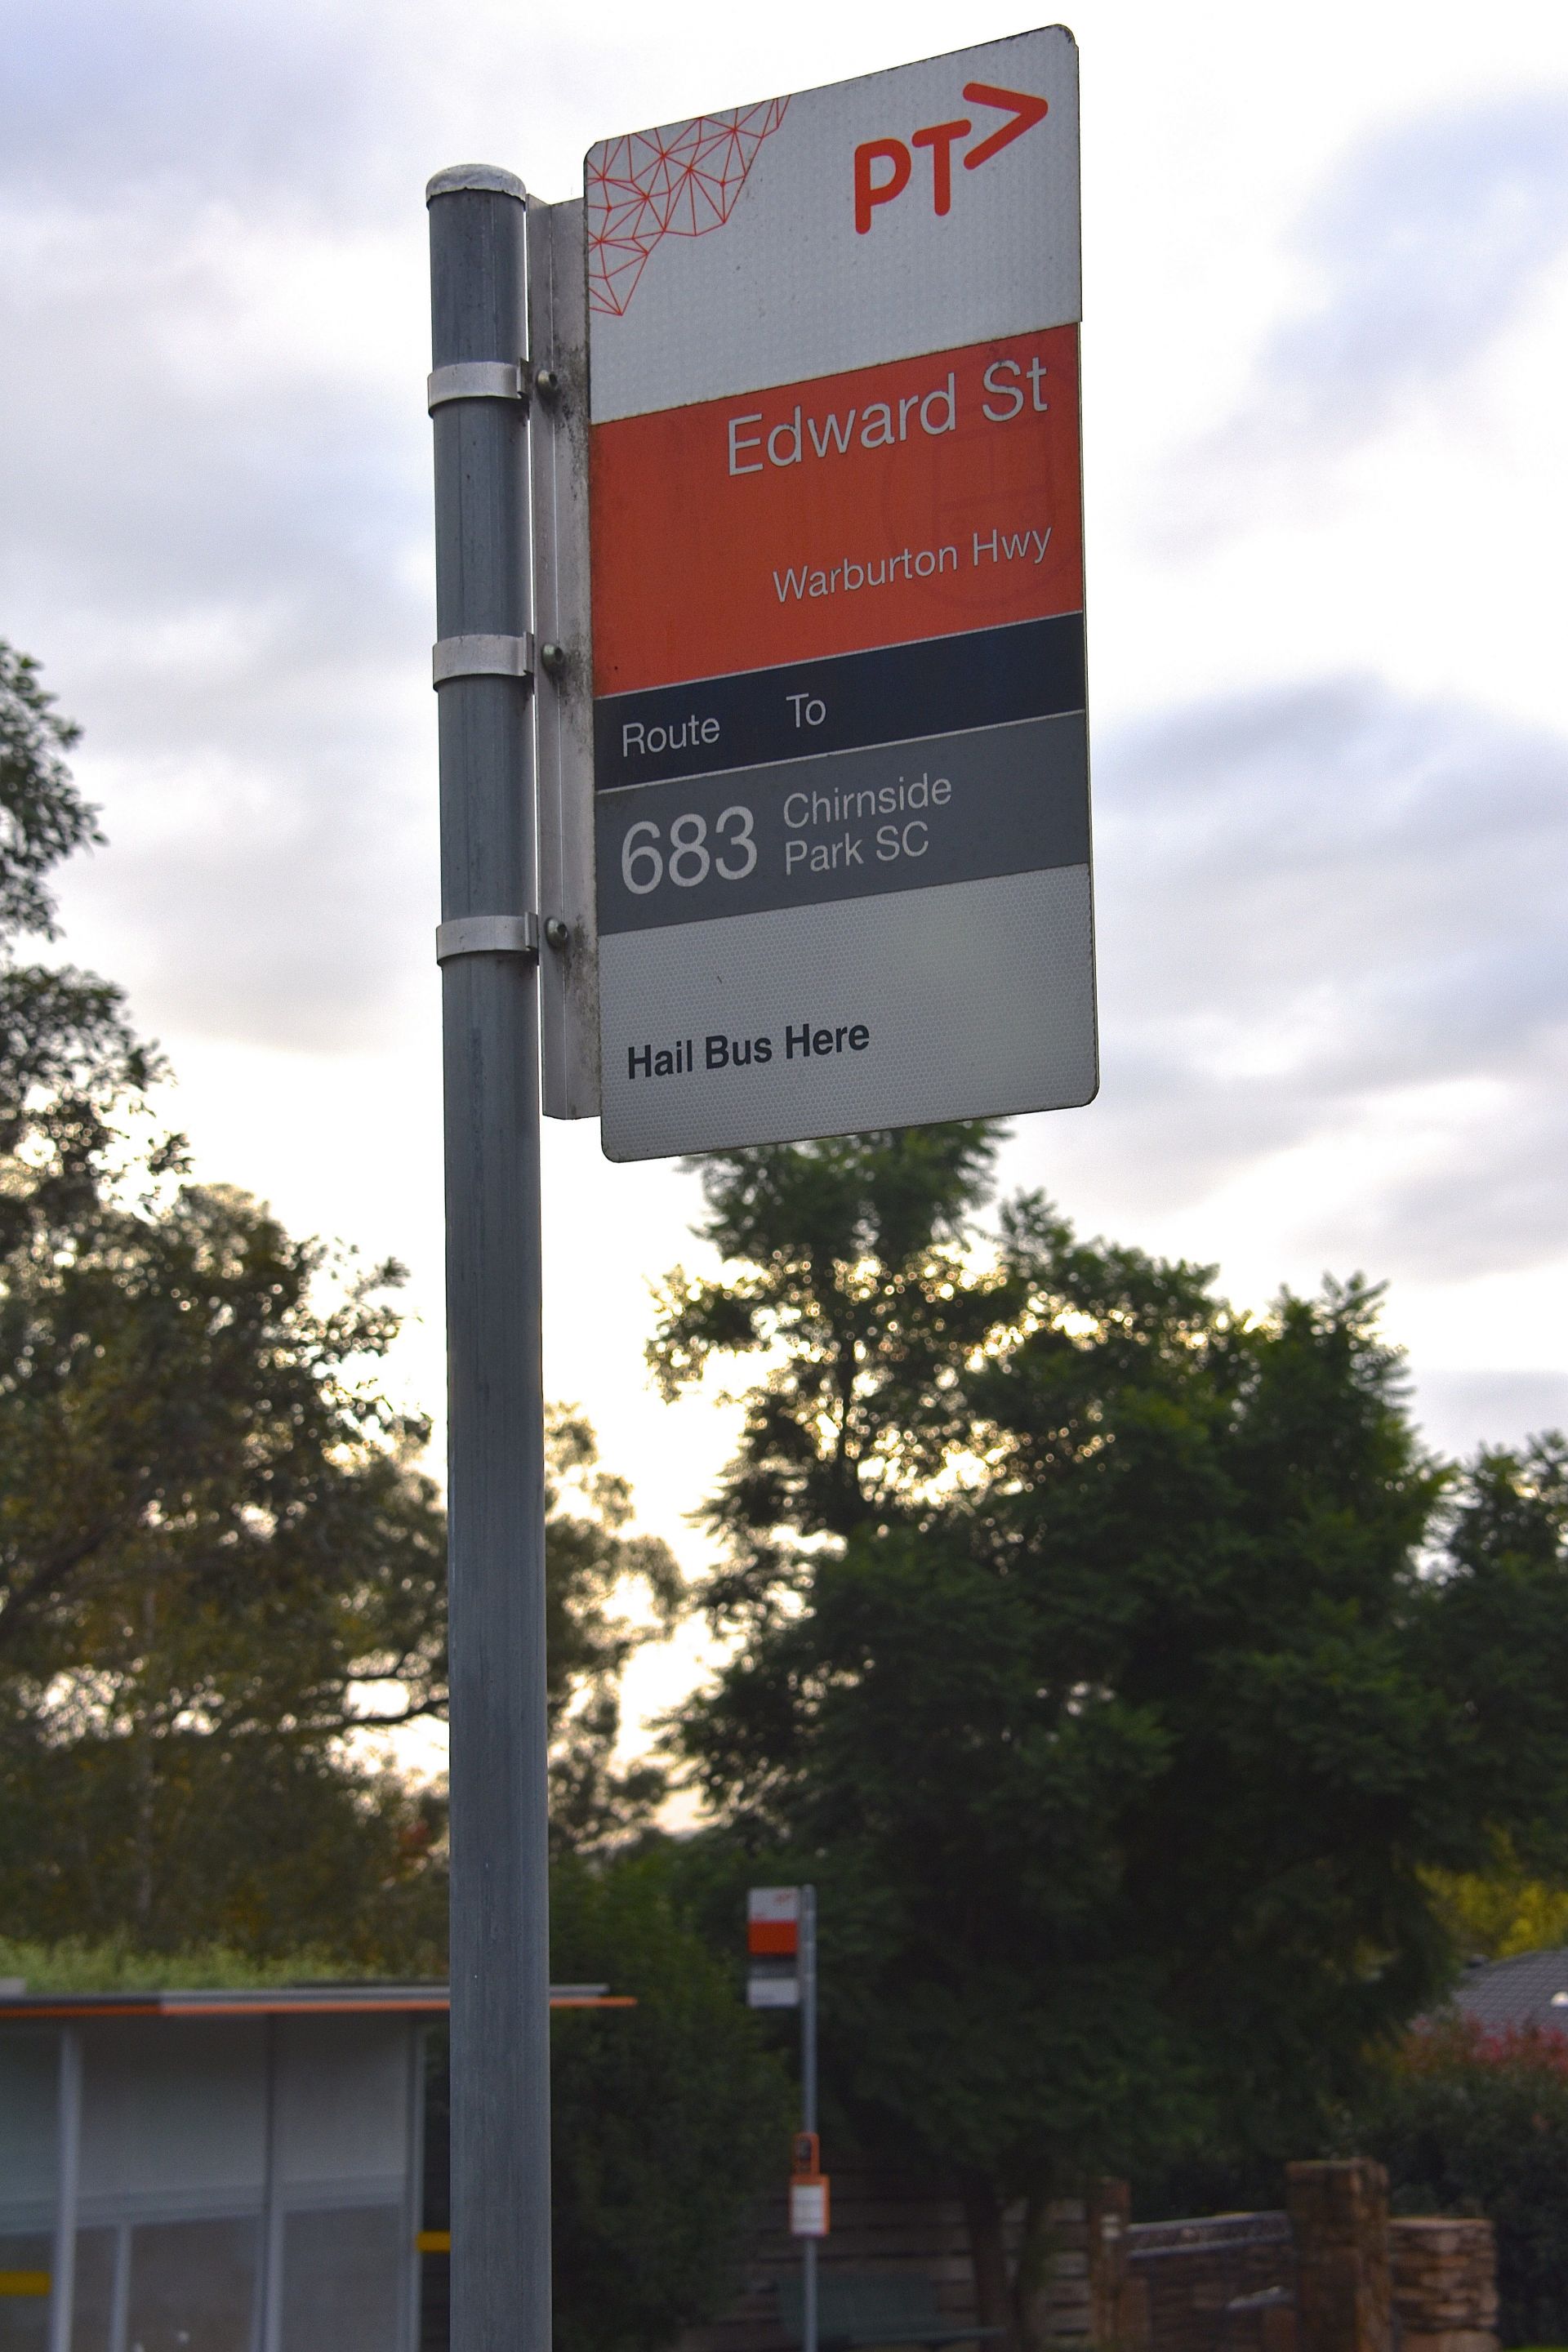 PT>
Edward St
Warburton Hwy
Route To
683 Chirnside
Park SC
Hail Bus Here